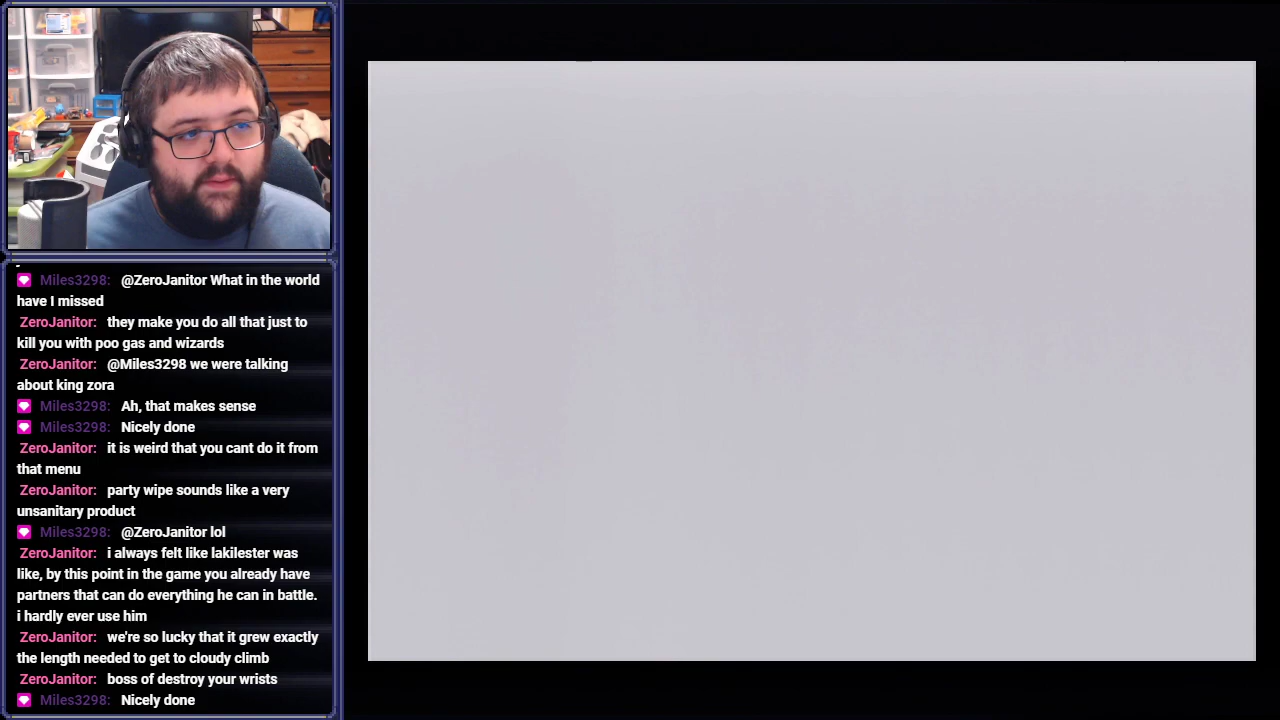 Miles3298: @ZeroJanitor What in the world
have I missed
ZeroJanitor: they make you do all that just to
kill you with poo gas and wizards
ZeroJanitor: @Miles3298 we were talking
about king zora
Miles3298: Ah, that makes sense
Miles3298: Nicely done
ZeroJanitor: it is weird that you cant do it from
that menu
ZeroJanitor: party wipe sounds like a very
unsanitary product
Miles3298: @ZeroJanitor lol
ZeroJanitor: i always felt like lakilester was
like, by this point in the game you already have
partners that can do everything he can in battle.
i hardly ever use him
ZeroJanitor: we're so lucky that it grew exactly
the length needed to get to cloudy climb
ZeroJanitor: boss of destroy your wrists
Miles3298: Nicely done